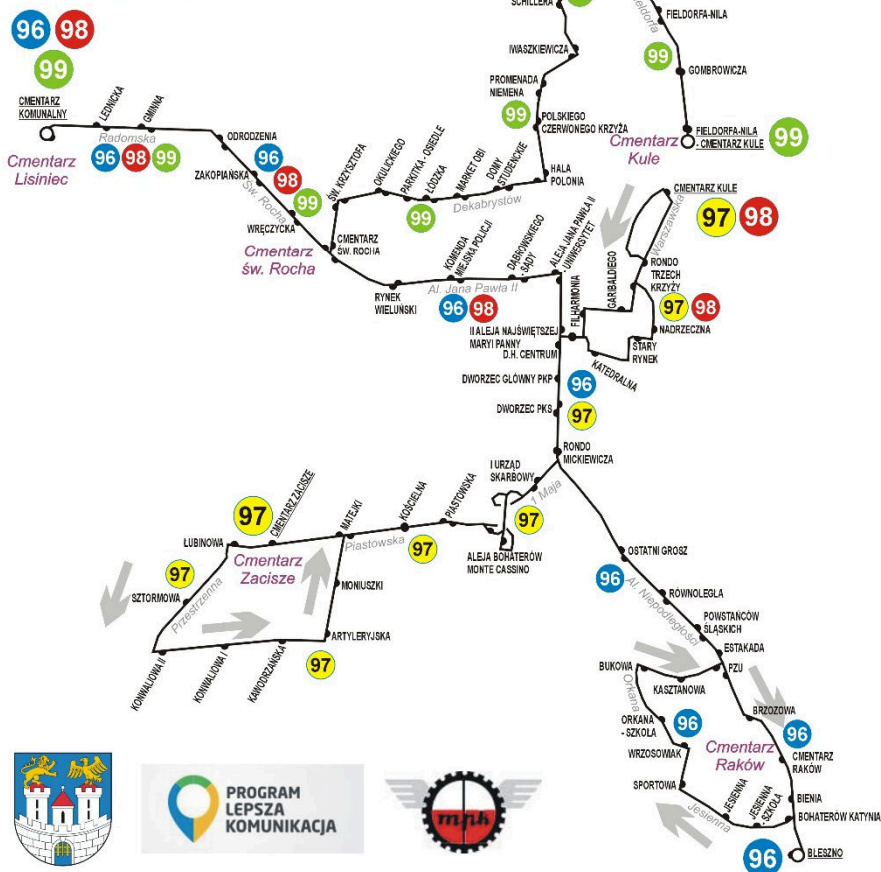 SCHILLERA
Fieldorfa
FIELDORFA-NILA
96
98
99
IWASZKIEWICZA
99
GOMBROWICZA
PROMENADA
NIEMENA
CMENTARZ
KOMUNALNY
LEDNICKA
GMINNA
Radomska
96
98
99
Cmentarz
Lisiniec
99
POLSKIEGO
CZERWONEGO KRZYŻA
Cmentarz
Kule
FIELDORFA-NILA
- CMENTARZ KULE
99
ODRODZENIA
ZAKOPIAŃSKA
96
98
99
Św. Rocha
WRĘCZYCKA
ŚW. KRZYSZTOFA
OKULICKIEGO
PARKITKA - OSIEDLE
ŁÓDZKA
MARKET OBI
DOMY
STUDENCKIE
HALA
POLONIA
99
Dekabrystów
CMENTARZ KULE
97
98
Warszawska
Cmentarz
św. Rocha
CMENTARZ
ŚW. ROCHA
RYNEK
WIELUŃSKI
KOMENDA
MIEJSKA POLICJI
Al. Jana Pawła II
96
98
DĄBROWSKIEGO
- SĄDY
ALEJA JANA PAWŁA II
- UNIWERSYTET
FILHARMONIA
GARIBALDIEGO
RONDO
TRZECH
KRZYŻY
97
98
NADRZECZNA
II ALEJA NAJŚWIĘTSZEJ
MARYI PANNY
D.H. CENTRUM
STARY
RYNEK
KATEDRALNA
DWORZEC GŁÓWNY PKP
96
DWORZEC PKS
97
RONDO
MICKIEWICZA
I URZĄD
SKARBOWY
1 Maja
97
ALEJA BOHATERÓW
MONTE CASSINO
PIASTOWSKA
KOŚCIELNA
97
Piastowska
MATEJKI
CMENTARZ ZACISZE
97
ŁUBINOWA
Cmentarz
Zacisze
97
SZTORMOWA
Przestrzenna
MONIUSZKI
ARTYLERYJSKA
97
KONWALIOWA II
KONWALIOWA I
KAWODRZAŃSKA
OSTATNI GROSZ
96
Al. Niepodległości
RÓWNOLEGŁA
POWSTAŃCÓW
ŚLĄSKICH
ESTAKADA
PZU
BUKOWA
KASZTANOWA
Orkana
BRZOZOWA
ORKANA
- SZKOŁA
96
96
WRZOSOWIAK
Cmentarz
Raków
CMENTARZ
RAKÓW
SPORTOWA
Jesienna
JESIENNA
JESIENNA
- SZKOŁA
BIENIA
BOHATERÓW KATYNIA
96
BŁESZNO
PROGRAM
LEPSZA
KOMUNIKACJA
mpk